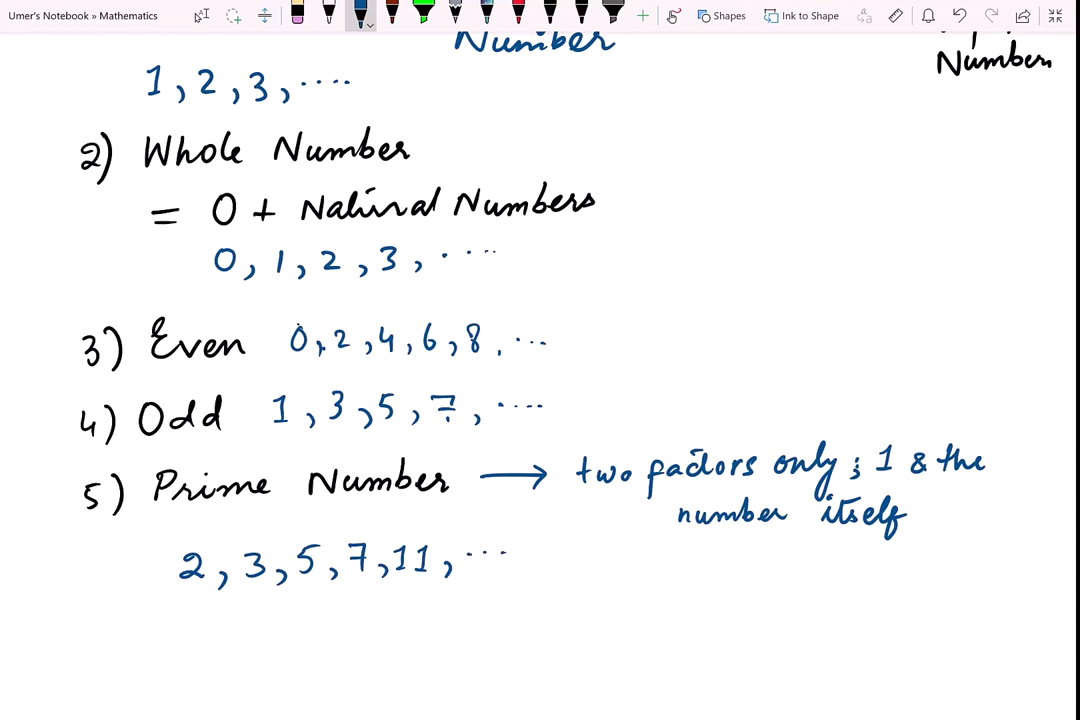 Umer's Notebook » Mathematics
Shapes
Ink to Shape
Number
Number
1, 2, 3, ....
2) Whole Number
= 0 + Natural Numbers
0, 1, 2, 3, ....
3) Even 0, 2, 4, 6, 8, ...
4) Odd 1, 3, 5, 7, ....
5) Prime Number → two factors only; 1 & the
number itself
2, 3, 5, 7, 11, ...